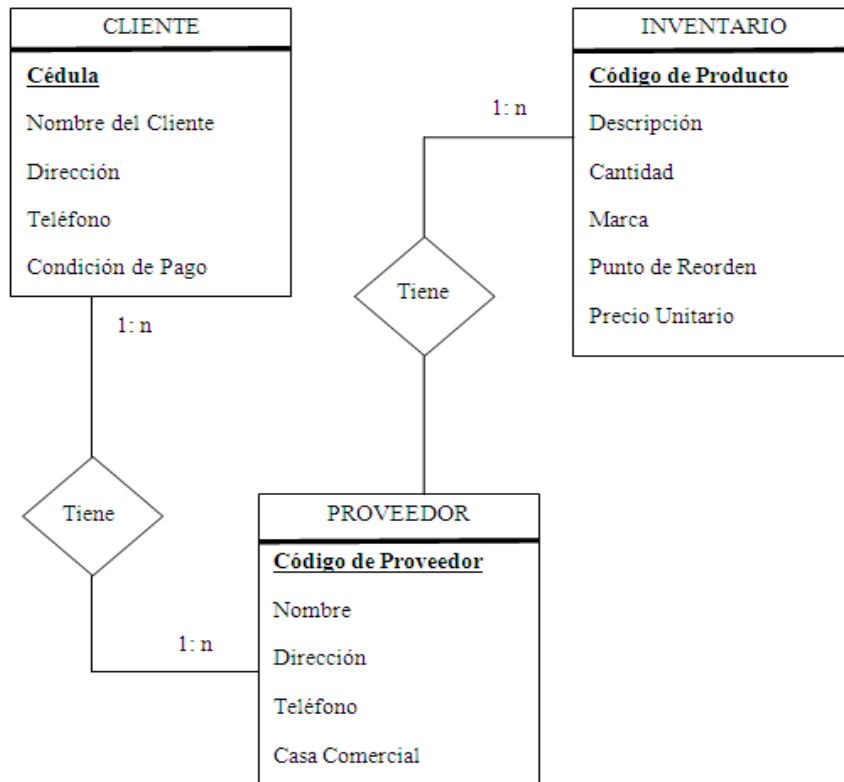 CLIENTE
Cédula
Nombre del Cliente
Dirección
Teléfono
Condición de Pago
INVENTARIO
Código de Producto
Descripción
Cantidad
Marca
Punto de Reorden
Precio Unitario
1: n
Tiene
1: n
Tiene
1: n
PROVEEDOR
Código de Proveedor
Nombre
Dirección
Teléfono
Casa Comercial